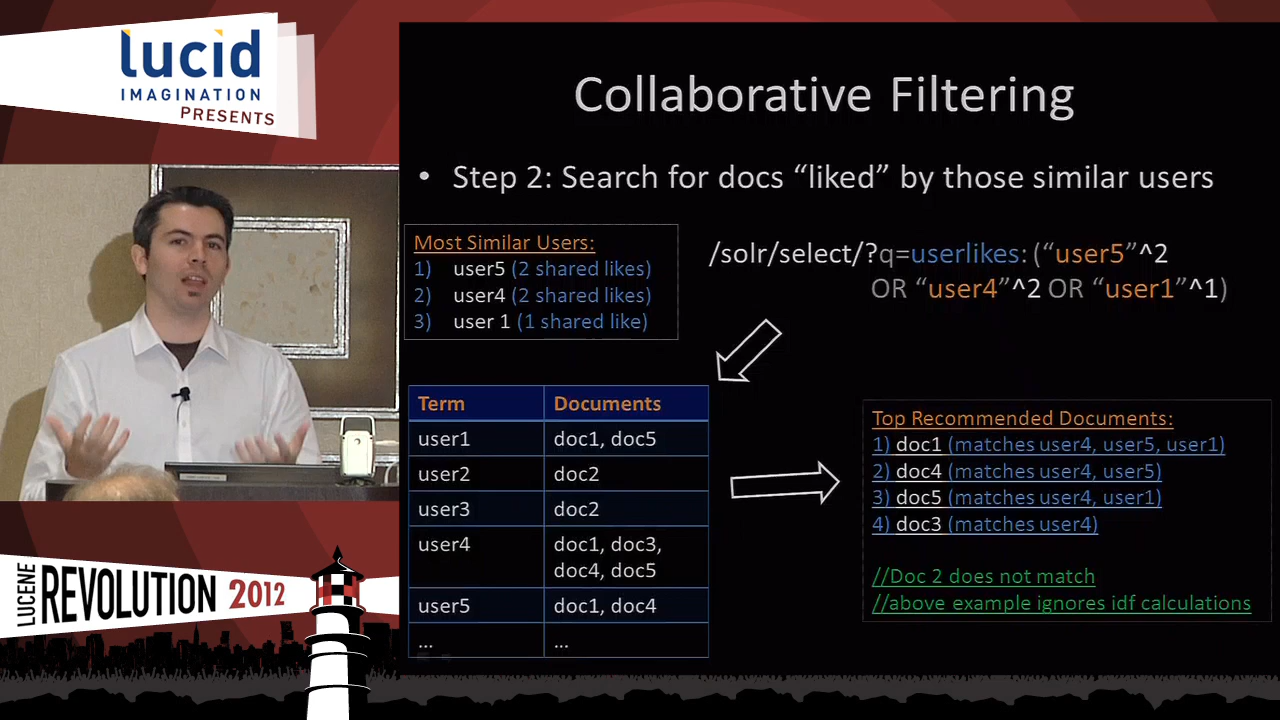 lucid
IMAGINATION
PRESENTS
Collaborative Filtering
• Step 2: Search for docs “liked” by those similar users
Most Similar Users:
1) user5 (2 shared likes)
2) user4 (2 shared likes)
3) user 1 (1 shared like)
/solr/select/?q=userlikes: (“user5”^2
OR “user4”^2 OR “user1”^1)
Term Documents
user1 doc1, doc5
user2 doc2
user3 doc2
user4 doc1, doc3,
doc4, doc5
user5 doc1, doc4
... ...
Top Recommended Documents:
1) doc1 (matches user4, user5, user1)
2) doc4 (matches user4, user5)
3) doc5 (matches user4, user1)
4) doc3 (matches user4)
//Doc 2 does not match
//above example ignores idf calculations
LUCENE
REVOLUTION 2012